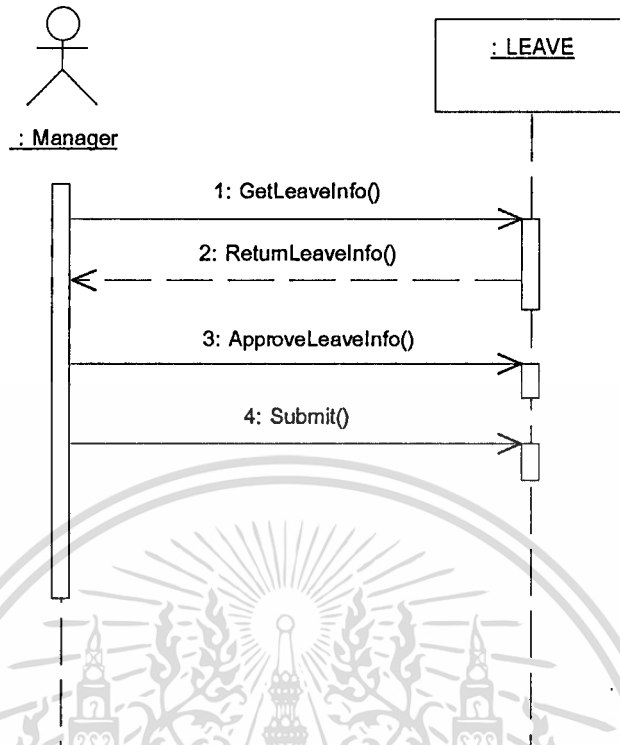 : LEAVE
: Manager
1: GetLeaveInfo()
2: ReturnLeaveInfo()
3: ApproveLeaveInfo()
4: Submit()